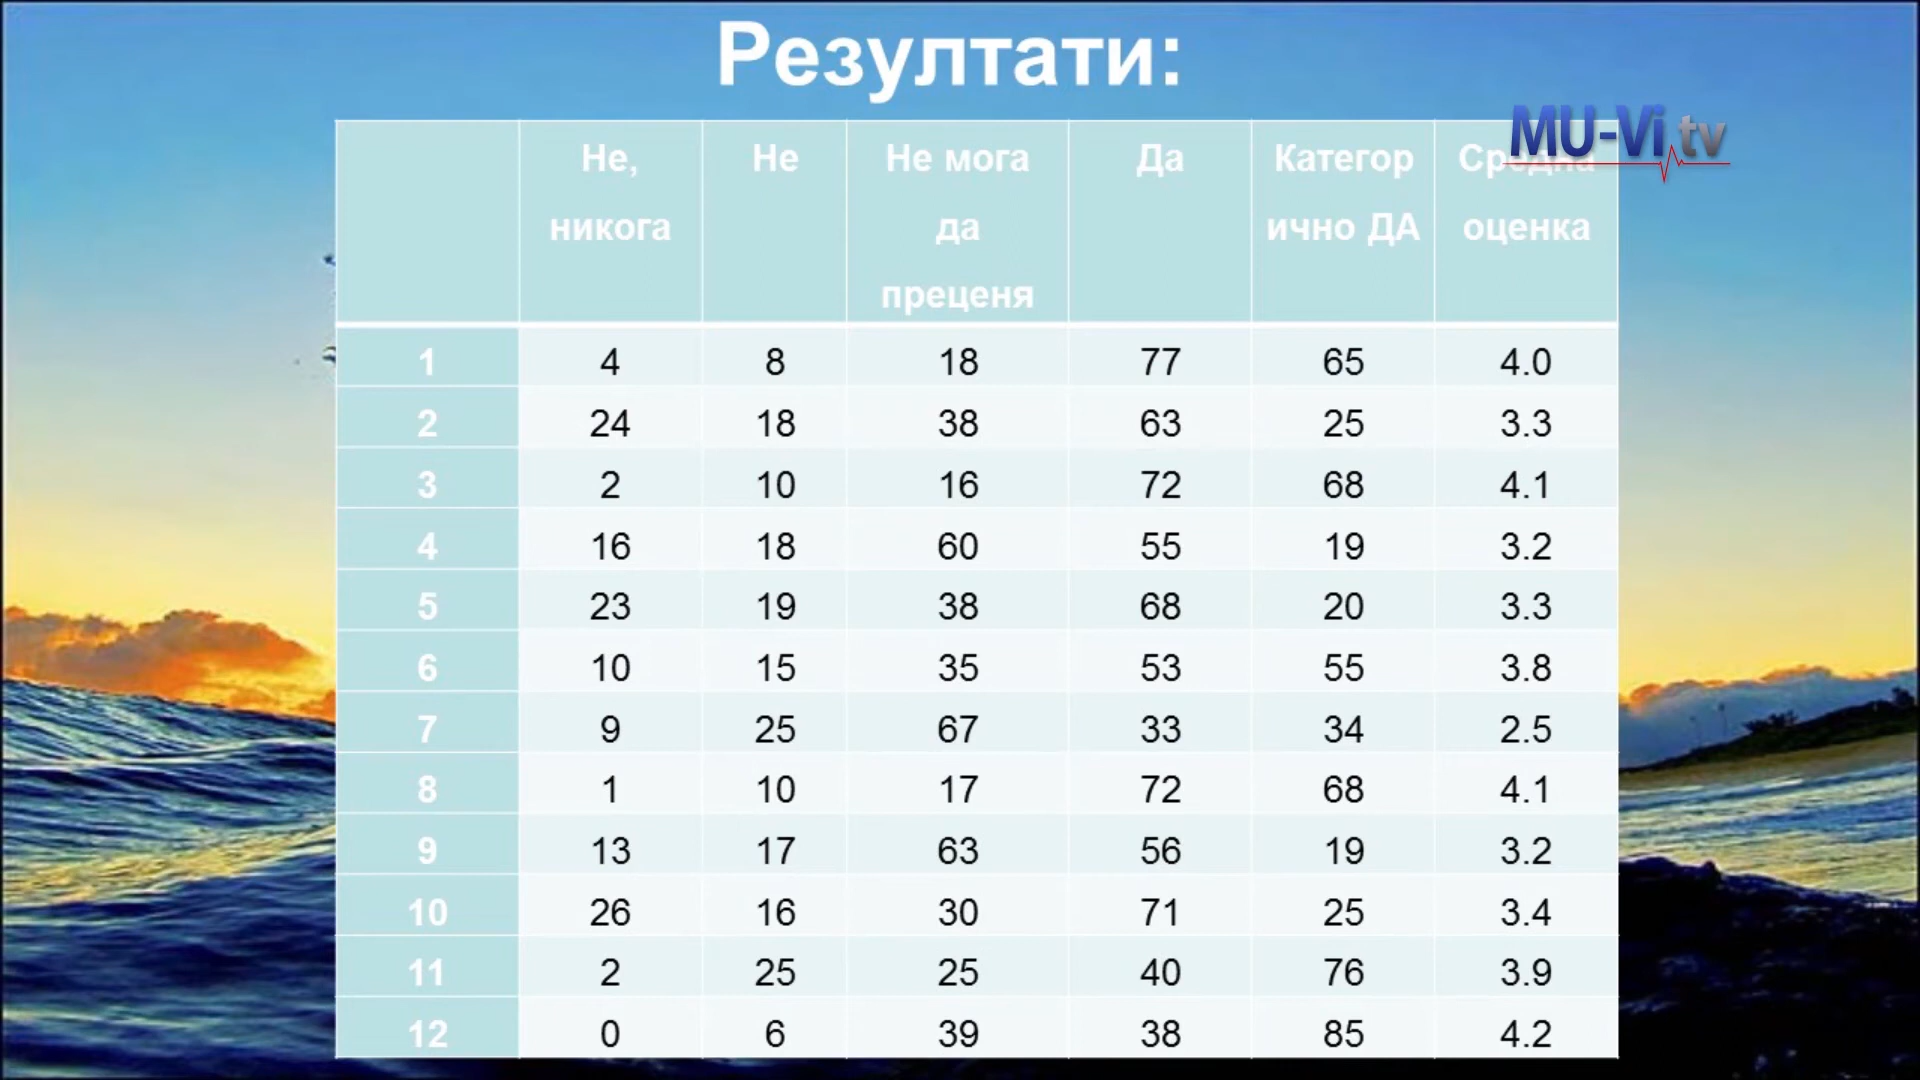 Резултати:
MU-Vi.tv
Не, никога Не Не мога да преценя Да Категор ично ДА Средна оценка
1 4 8 18 77 65 4.0
2 24 18 38 63 25 3.3
3 2 10 16 72 68 4.1
4 16 18 60 55 19 3.2
5 23 19 38 68 20 3.3
6 10 15 35 53 55 3.8
7 9 25 67 33 34 2.5
8 1 10 17 72 68 4.1
9 13 17 63 56 19 3.2
10 26 16 30 71 25 3.4
11 2 25 25 40 76 3.9
12 0 6 39 38 85 4.2